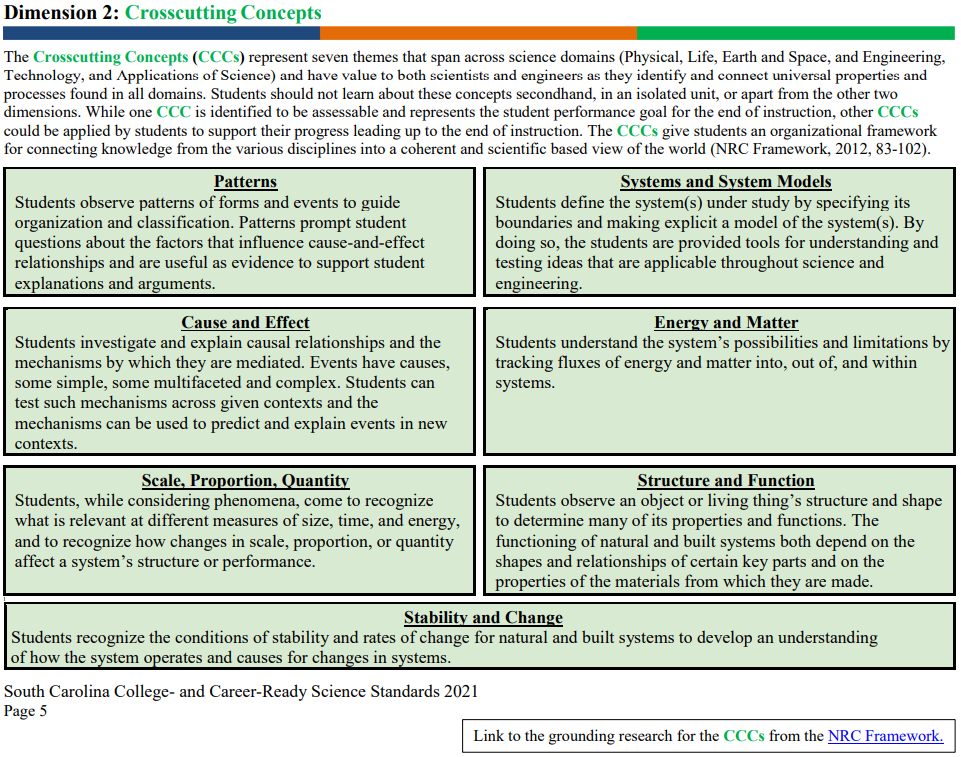 Dimension 2: Crosscutting Concepts
The Crosscutting Concepts (CCCs) represent seven themes that span across science domains (Physical, Life, Earth and Space, and Engineering,
Technology, and Applications of Science) and have value to both scientists and engineers as they identify and connect universal properties and
processes found in all domains. Students should not learn about these concepts secondhand, in an isolated unit, or apart from the other two
dimensions. While one CCC is identified to be assessable and represents the student performance goal for the end of instruction, other CCCs
could be applied by students to support their progress leading up to the end of instruction. The CCCs give students an organizational framework
for connecting knowledge from the various disciplines into a coherent and scientific based view of the world (NRC Framework, 2012, 83-102).
Patterns
Students observe patterns of forms and events to guide
organization and classification. Patterns prompt student
questions about the factors that influence cause-and-effect
relationships and are useful as evidence to support student
explanations and arguments.
Systems and System Models
Students define the system(s) under study by specifying its
boundaries and making explicit a model of the system(s). By
doing so, the students are provided tools for understanding and
testing ideas that are applicable throughout science and
engineering.
Cause and Effect
Students investigate and explain causal relationships and the
mechanisms by which they are mediated. Events have causes,
some simple, some multifaceted and complex. Students can
test such mechanisms across given contexts and the
mechanisms can be used to predict and explain events in new
contexts.
Energy and Matter
Students understand the system's possibilities and limitations by
tracking fluxes of energy and matter into, out of, and within
systems.
Scale, Proportion, Quantity
Students, while considering phenomena, come to recognize
what is relevant at different measures of size, time, and energy,
and to recognize how changes in scale, proportion, or quantity
affect a system's structure or performance.
Structure and Function
Students observe an object or living thing's structure and shape
to determine many of its properties and functions. The
functioning of natural and built systems both depend on the
shapes and relationships of certain key parts and on the
properties of the materials from which they are made.
Stability and Change
Students recognize the conditions of stability and rates of change for natural and built systems to develop an understanding
of how the system operates and causes for changes in systems.
South Carolina College- and Career-Ready Science Standards 2021
Page 5
Link to the grounding research for the CCCs from the NRC Framework.